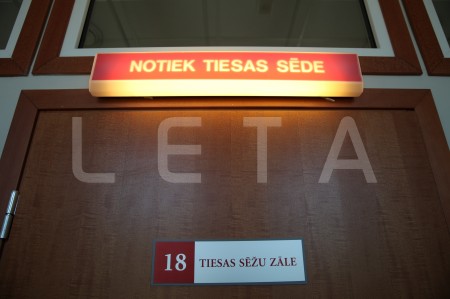 NOTIEK TIESAS SĒDE
LETA
18 TIESAS SĒŽU ZĀLE